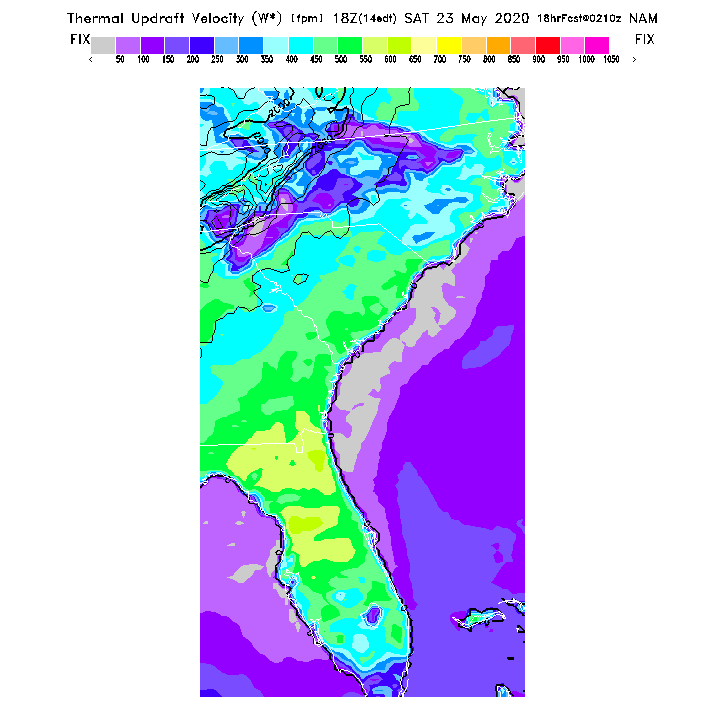 Thermal Updraft Velocity (W*) [fpm] 18Z(14edt) SAT 23 May 2020 18hrFcst@0210z NAM
FIX FIX
< 50 100 150 200 250 300 350 400 450 500 550 600 650 700 750 800 850 900 950 1000 1050 >